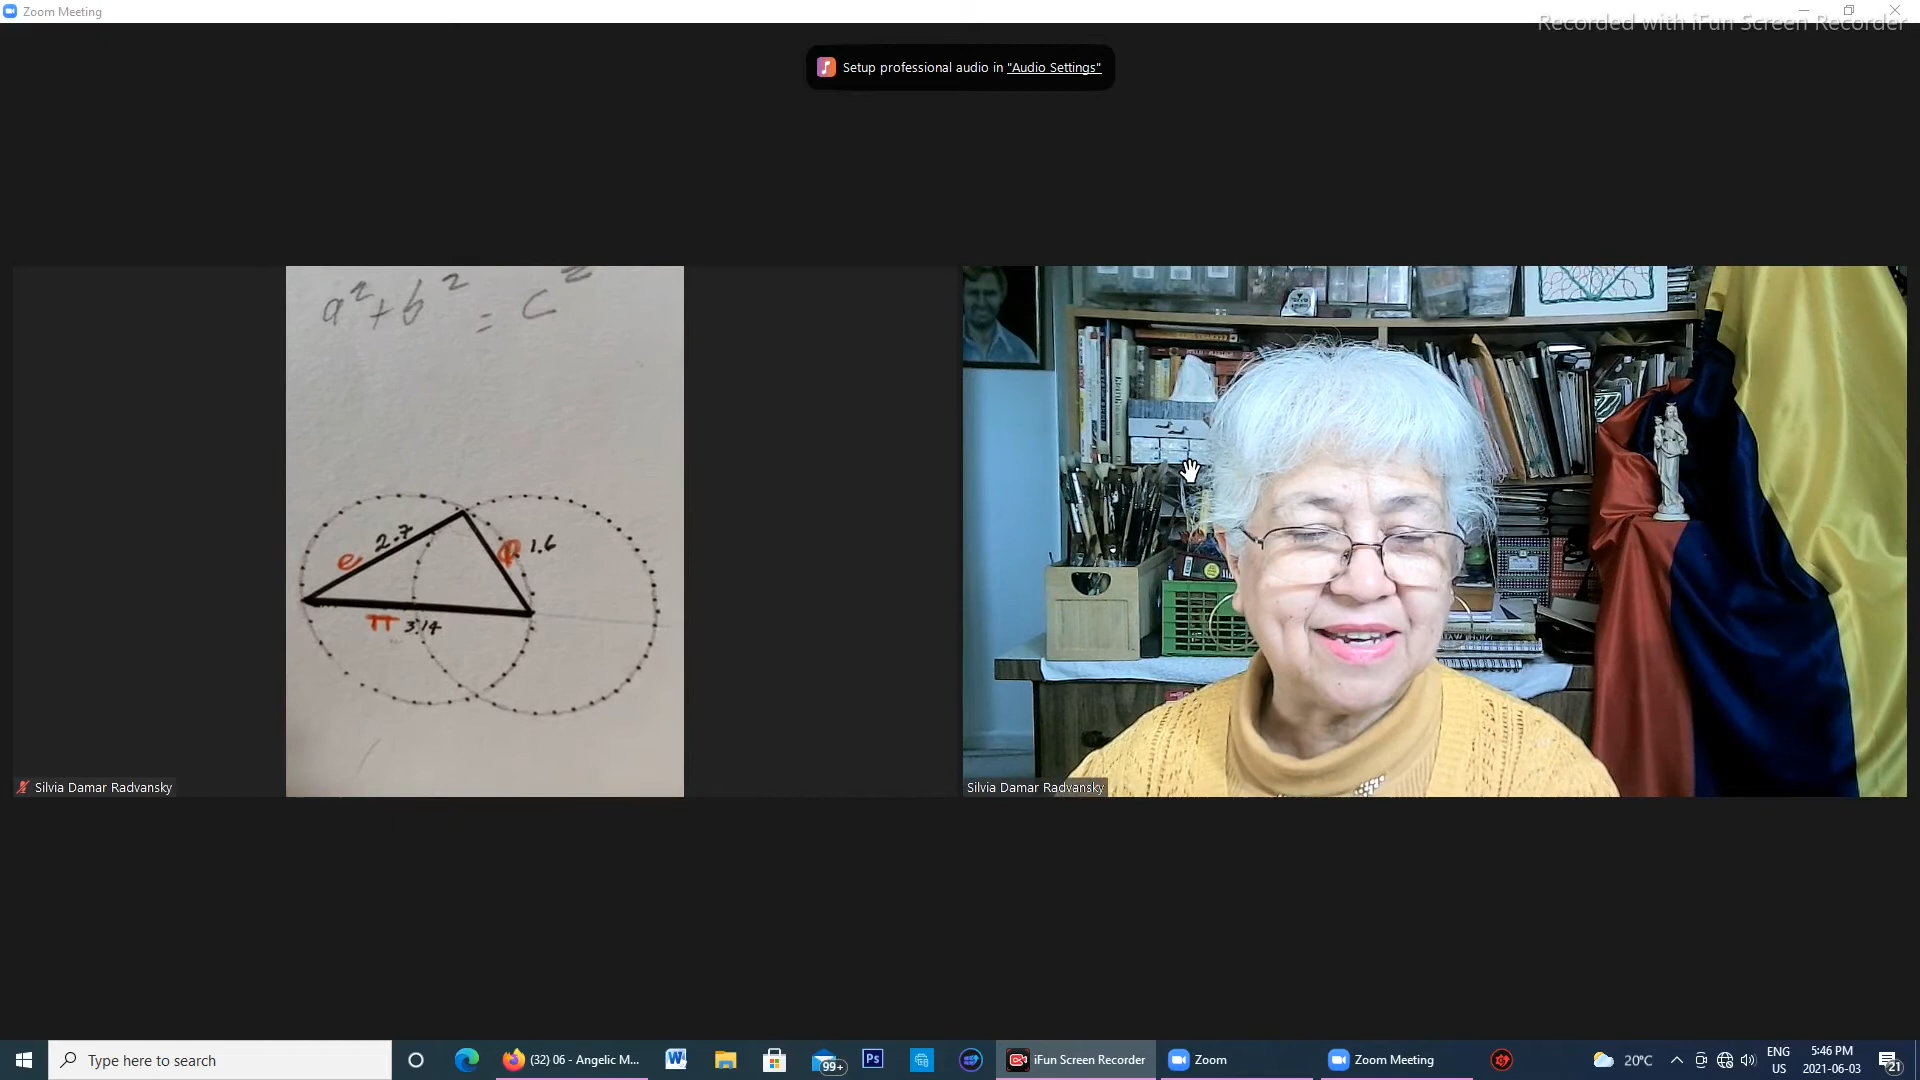 Zoom Meeting
Recorded with iFun Screen Recorder
Setup professional audio in "Audio Settings"
a² + b² = c²
e 2.7
φ 1.6
π 3.14
Silvia Damar Radvansky
Silvia Damar Radvansky
Type here to search
(32) 06 - Angelic M...
99+
Ps
iFun Screen Recorder
Zoom
Zoom Meeting
20°C
ENG
US
5:46 PM
2021-06-03
21